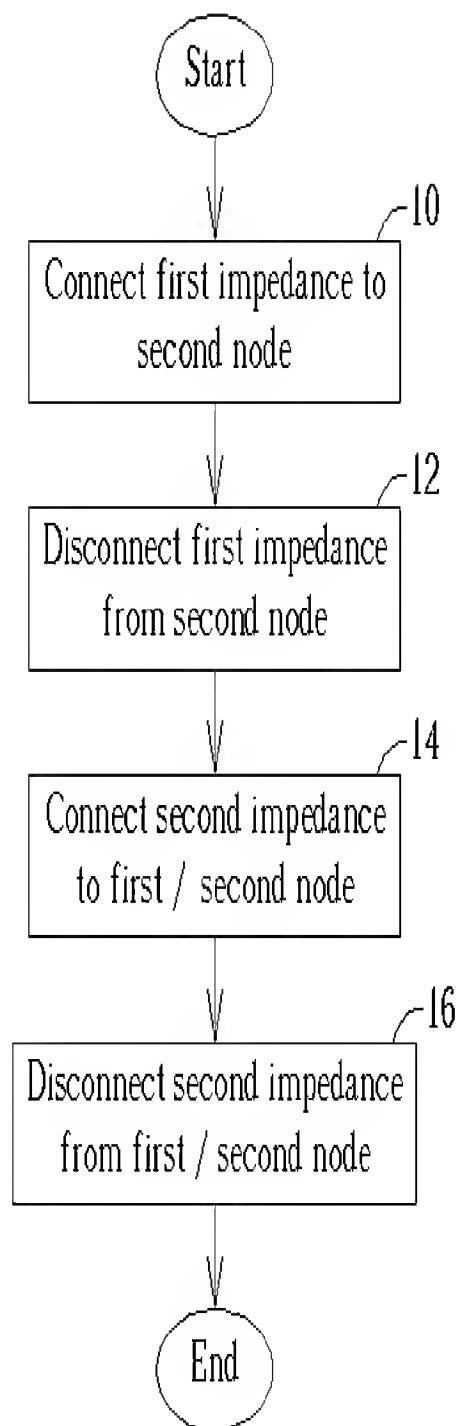 Start
10
Connect first impedance to
second node
12
Disconnect first impedance
from second node
14
Connect second impedance
to first / second node
16
Disconnect second impedance
from first / second node
End